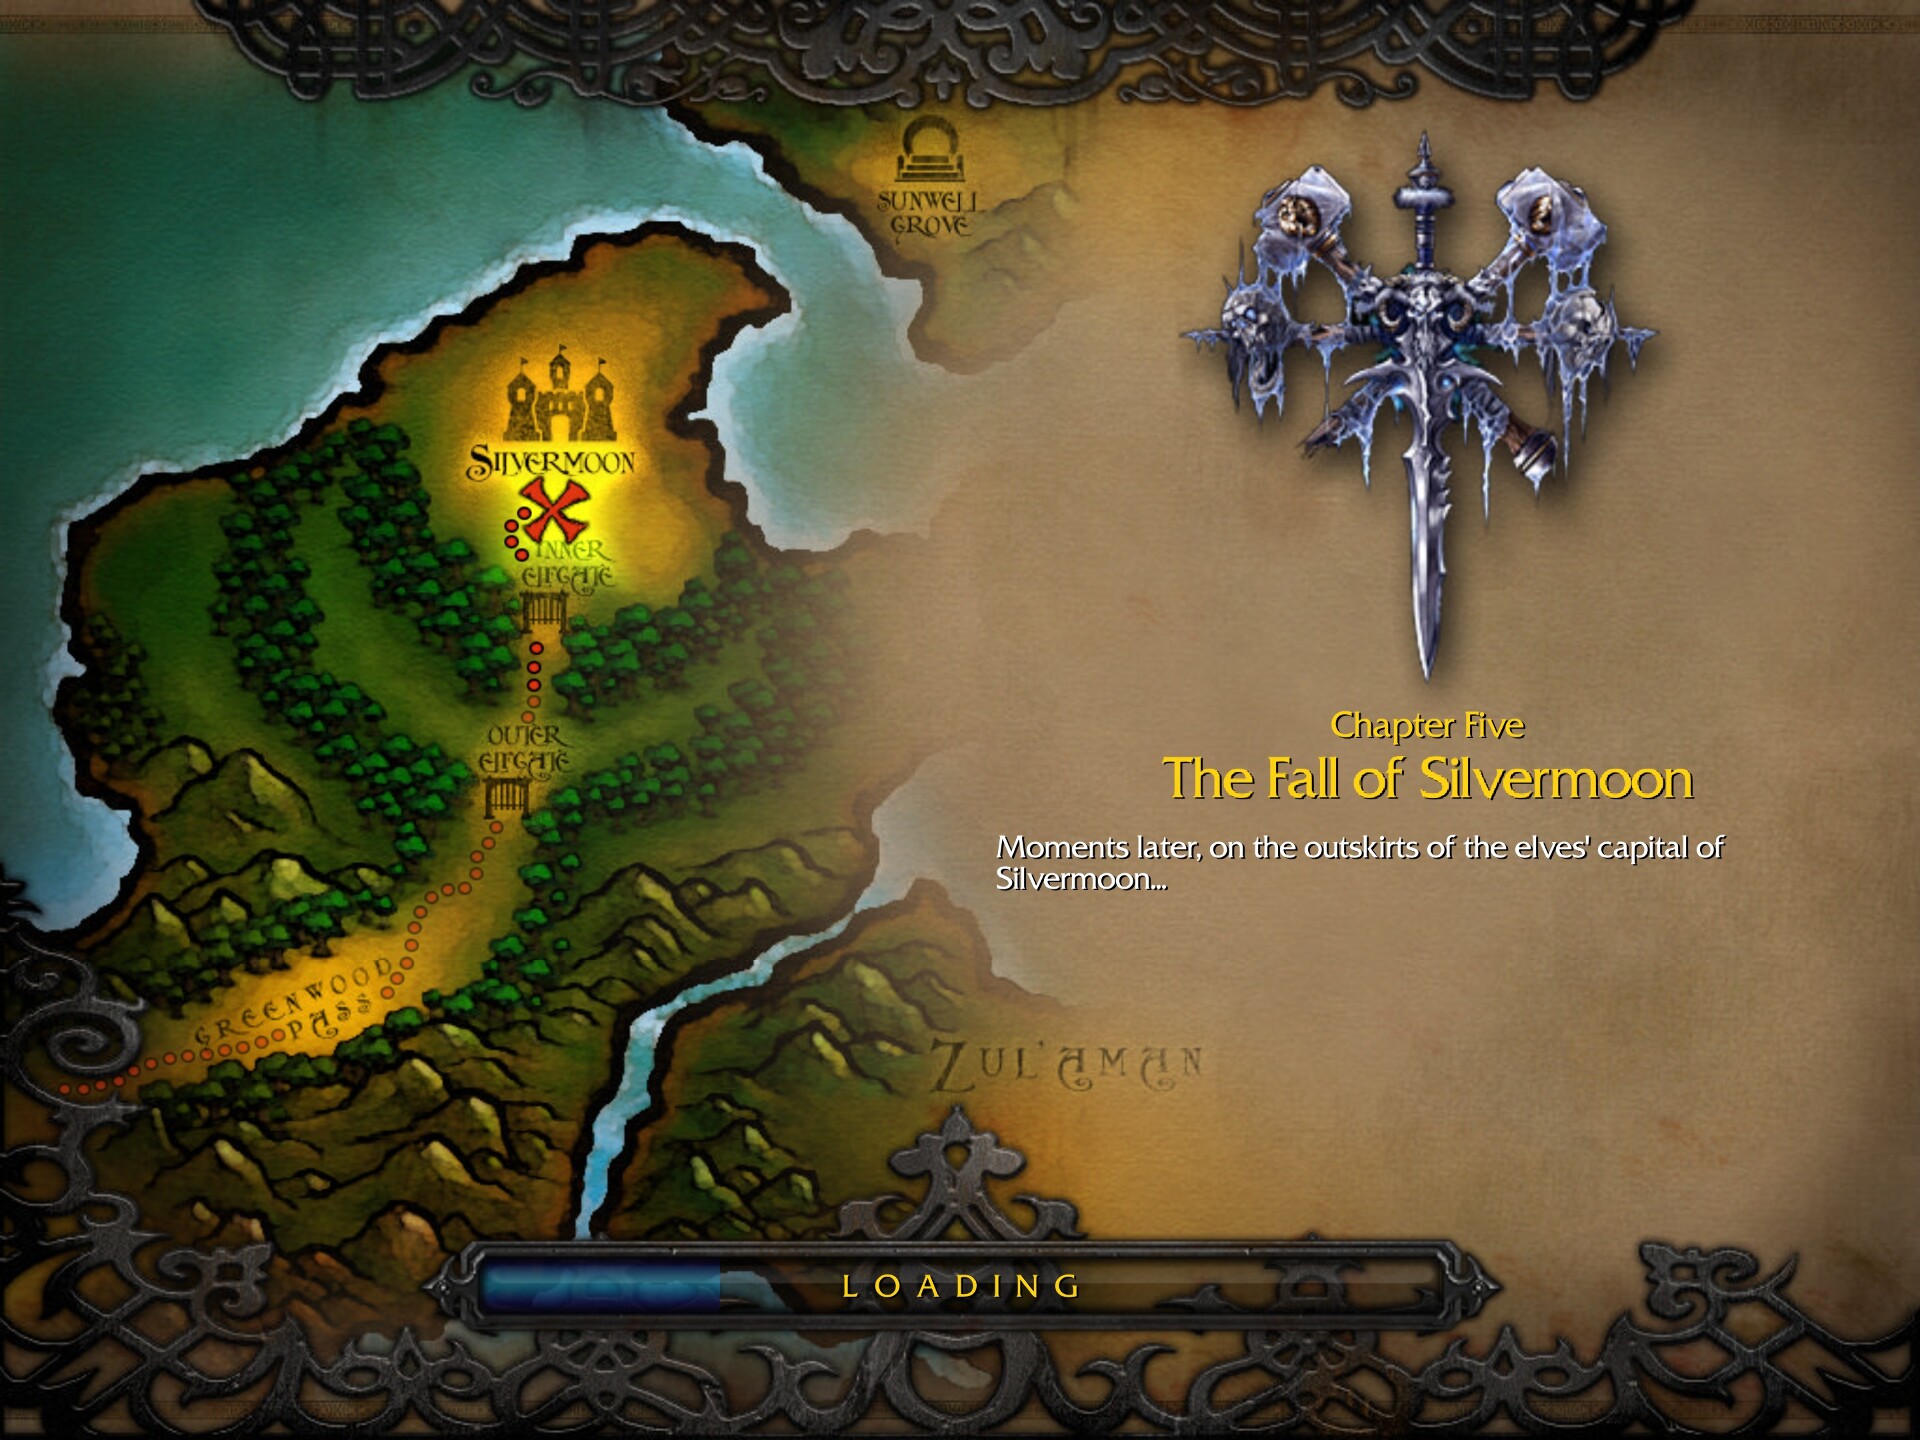 SUNWELL
GROVE
SILVERMOON
INNER
ELFGATE
OUTER
ELFGATE
GREENWOOD
PASS
ZUL'AMAN
Chapter Five
The Fall of Silvermoon
Moments later, on the outskirts of the elves' capital of
Silvermoon...
LOADING